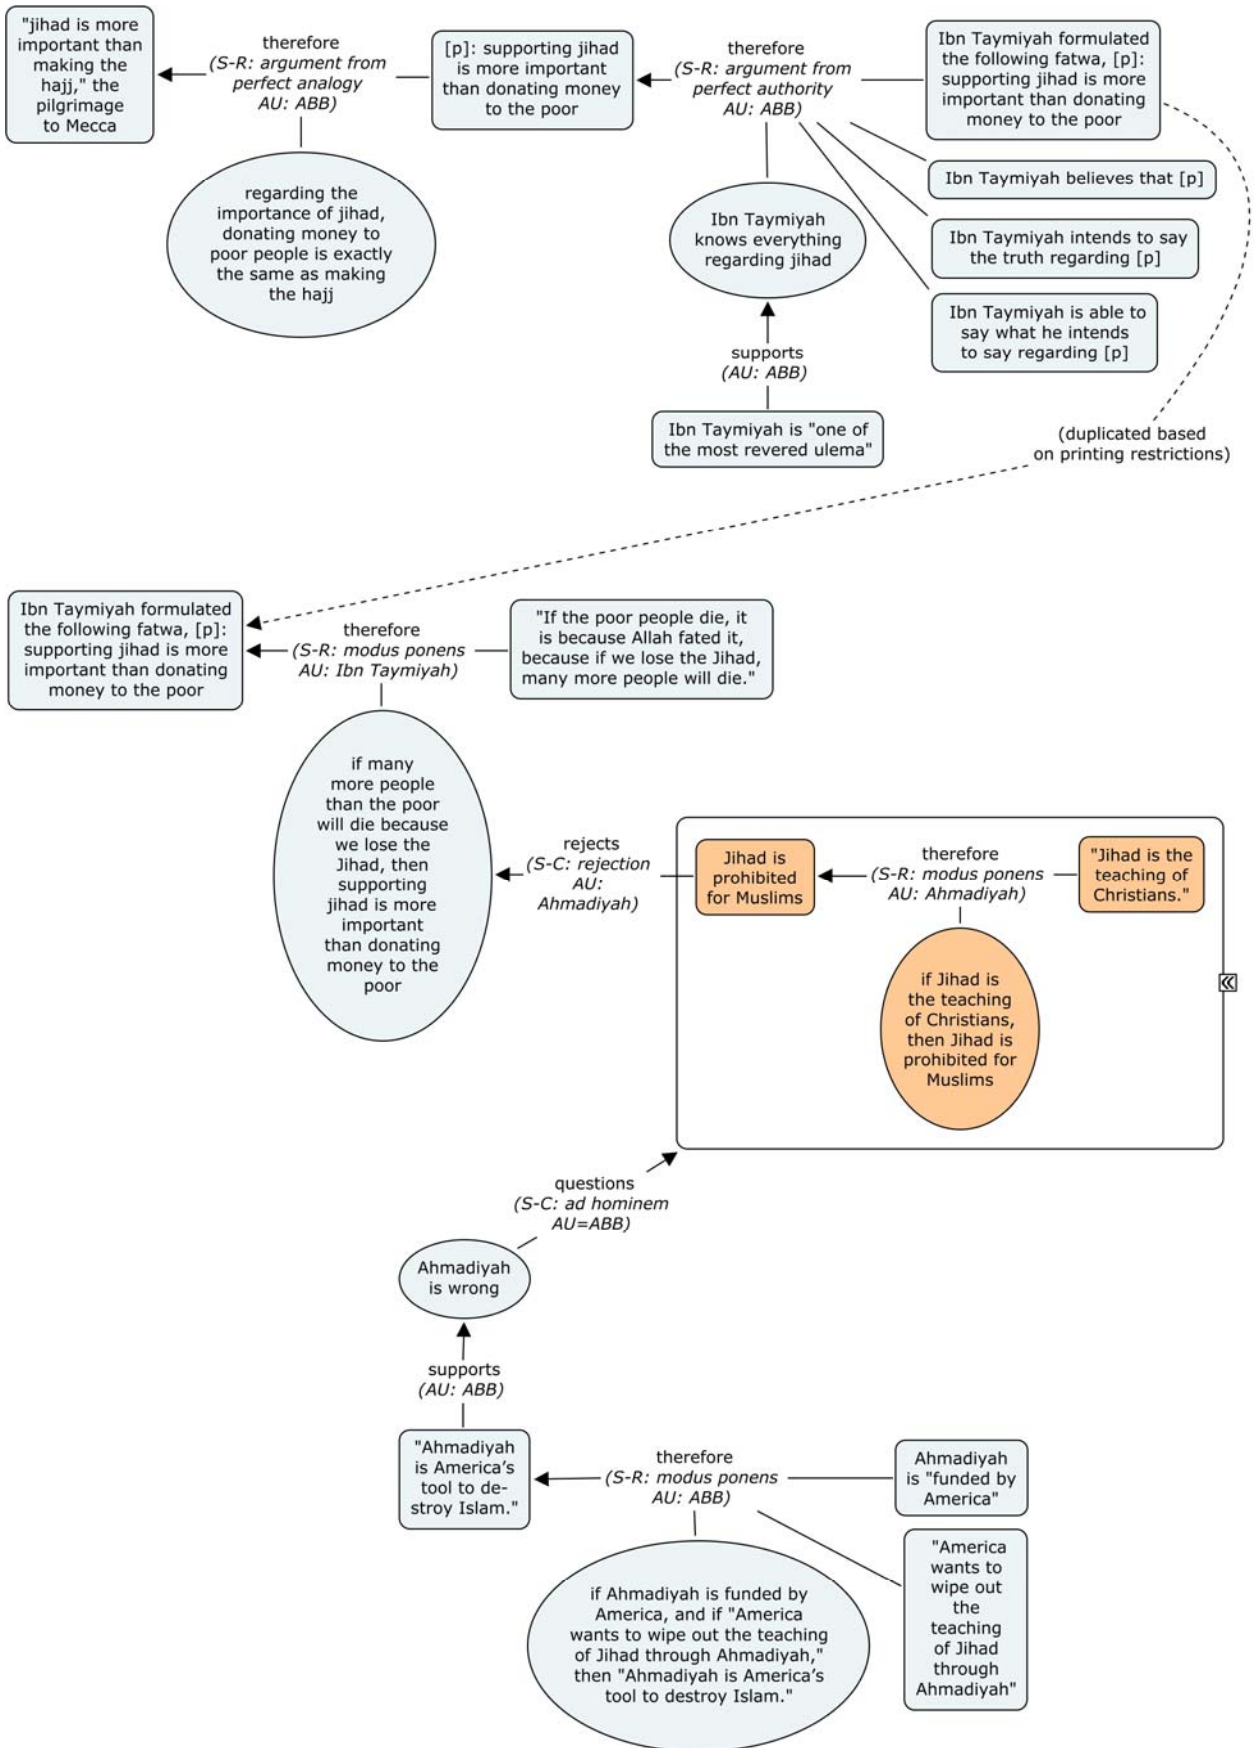 "jihad is more
important than
making the
hajj," the
pilgrimage
to Mecca
therefore
(S-R: argument from
perfect analogy
AU: ABB)
[p]: supporting jihad
is more important
than donating money
to the poor
therefore
(S-R: argument from
perfect authority
AU: ABB)
Ibn Taymiyah formulated
the following fatwa, [p]:
supporting jihad is more
important than donating
money to the poor
regarding the
importance of jihad,
donating money to
poor people is exactly
the same as making
the hajj
Ibn Taymiyah
knows everything
regarding jihad
Ibn Taymiyah believes that [p]
Ibn Taymiyah intends to say
the truth regarding [p]
Ibn Taymiyah is able to
say what he intends
to say regarding [p]
supports
(AU: ABB)
Ibn Taymiyah is "one of
the most revered ulema"
(duplicated based
on printing restrictions)
Ibn Taymiyah formulated
the following fatwa, [p]:
supporting jihad is more
important than donating
money to the poor
therefore
(S-R: modus ponens
AU: Ibn Taymiyah)
"If the poor people die, it
is because Allah fated it,
because if we lose the Jihad,
many more people will die."
if many
more people
than the poor
will die because
we lose the
Jihad, then
supporting
jihad is more
important
than donating
money to the
poor
rejects
(S-C: rejection
AU:
Ahmadiyah)
Jihad is
prohibited
for Muslims
therefore
(S-R: modus ponens
AU: Ahmadiyah)
"Jihad is the
teaching of
Christians."
if Jihad is
the teaching
of Christians,
then Jihad is
prohibited for
Muslims
questions
(S-C: ad hominem
AU=ABB)
Ahmadiyah
is wrong
supports
(AU: ABB)
"Ahmadiyah
is America's
tool to de-
stroy Islam."
therefore
(S-R: modus ponens
AU: ABB)
Ahmadiyah
is "funded by
America"
"America
wants to
wipe out
the
teaching
of Jihad
through
Ahmadiyah"
if Ahmadiyah is funded by
America, and if "America
wants to wipe out the teaching
of Jihad through Ahmadiyah,"
then "Ahmadiyah is America's
tool to destroy Islam."